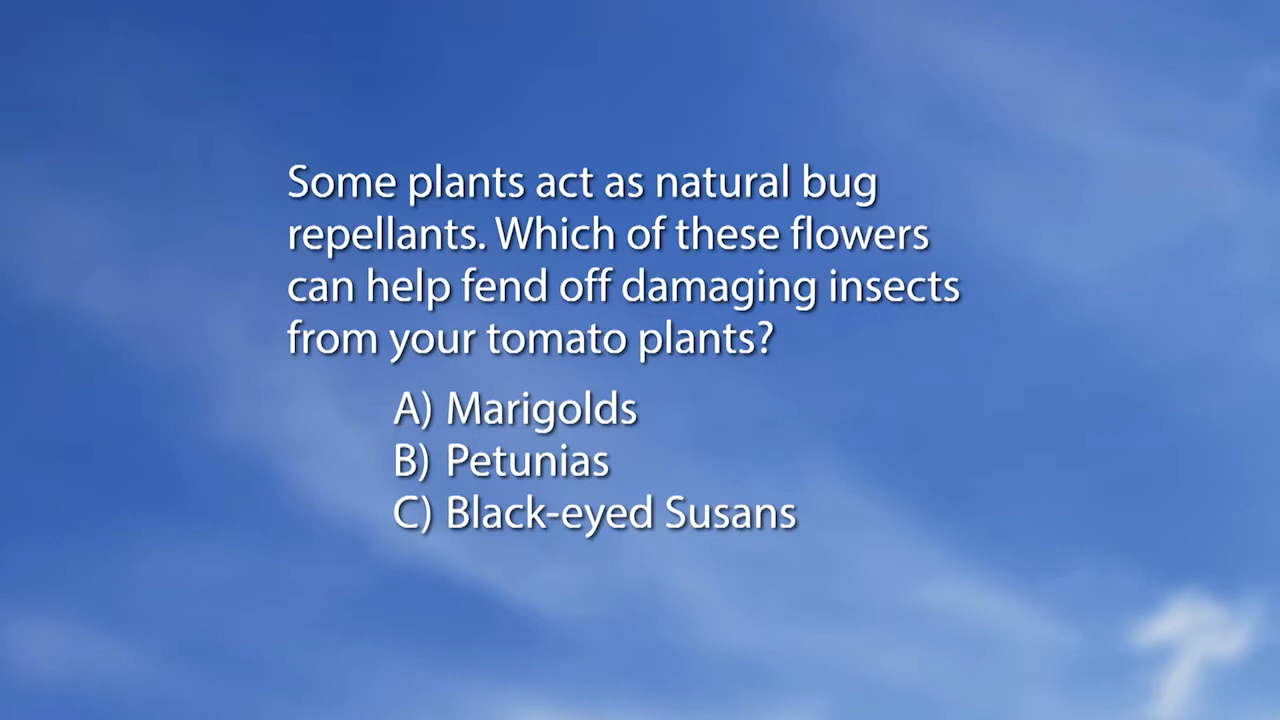 Some plants act as natural bug
repellants. Which of these flowers
can help fend off damaging insects
from your tomato plants?
A) Marigolds
B) Petunias
C) Black-eyed Susans